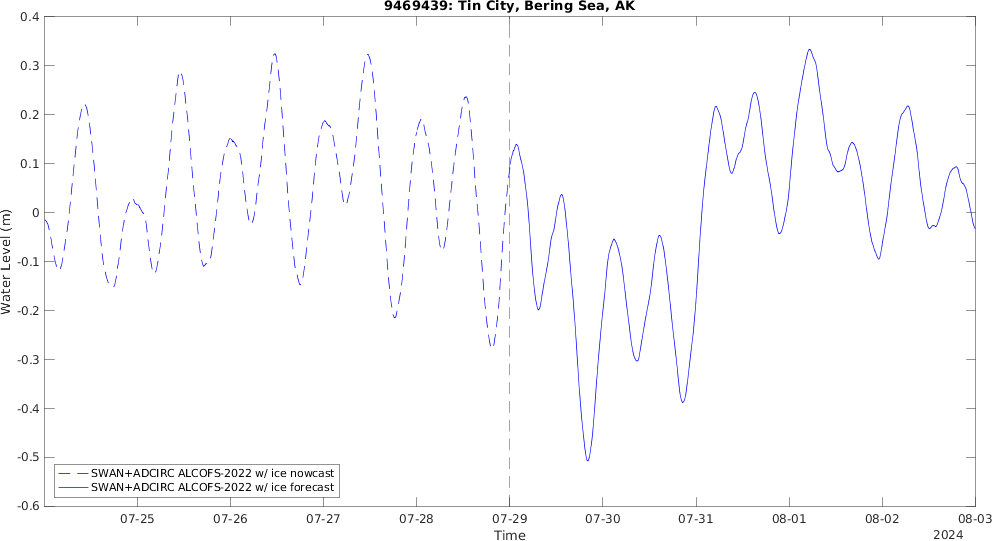 9469439: Tin City, Bering Sea, AK
0.4
0.3
0.2
0.1
0
-0.1
-0.2
-0.3
-0.4
-0.5
-0.6
Water Level (m)
SWAN+ADCIRC ALCOFS-2022 w/ ice nowcast
SWAN+ADCIRC ALCOFS-2022 w/ ice forecast
07-25 07-26 07-27 07-28 07-29 07-30 07-31 08-01 08-02 08-03
Time
2024